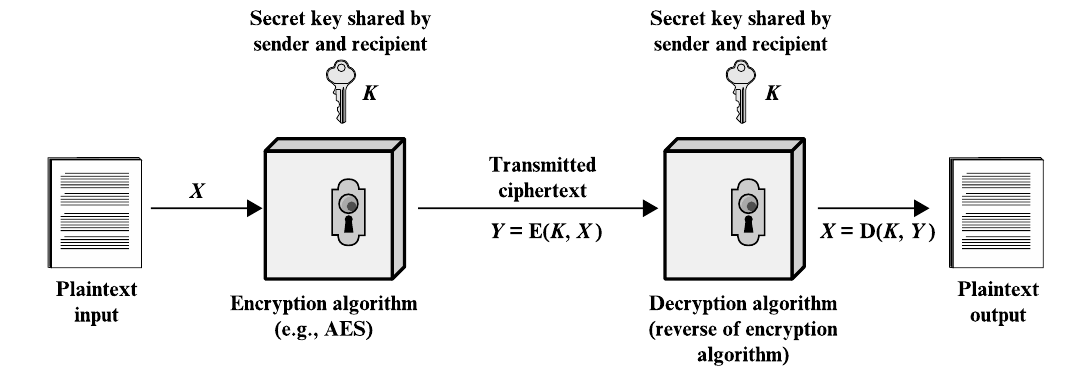 Secret key shared by
sender and recipient
K
Secret key shared by
sender and recipient
K
X
Transmitted
ciphertext
Y = E(K, X)
X = D(K, Y)
Plaintext
input
Encryption algorithm
(e.g., AES)
Decryption algorithm
(reverse of encryption
algorithm)
Plaintext
output